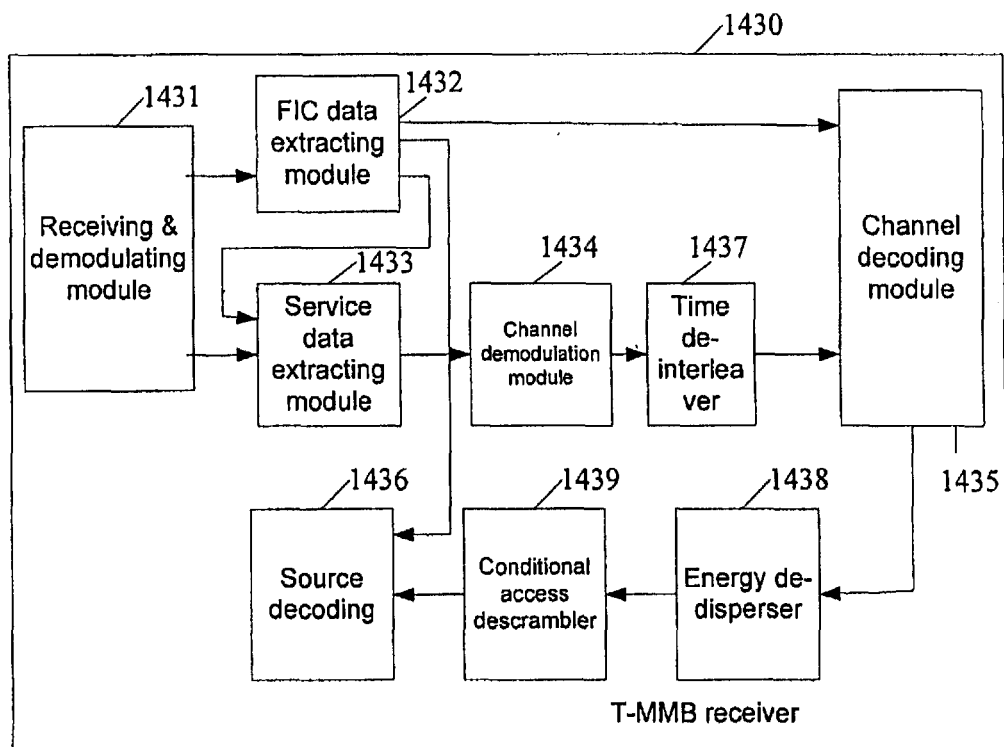 1430
1431
Receiving &
demodulating
module
1432
FIC data
extracting
module
1433
Service
data
extracting
module
1434
Channel
demodulation
module
1437
Time
de-
interlea
ver
Channel
decoding
module
1435
1436
Source
decoding
1439
Conditional
access
descrambler
1438
Energy de-
disperser
T-MMB receiver